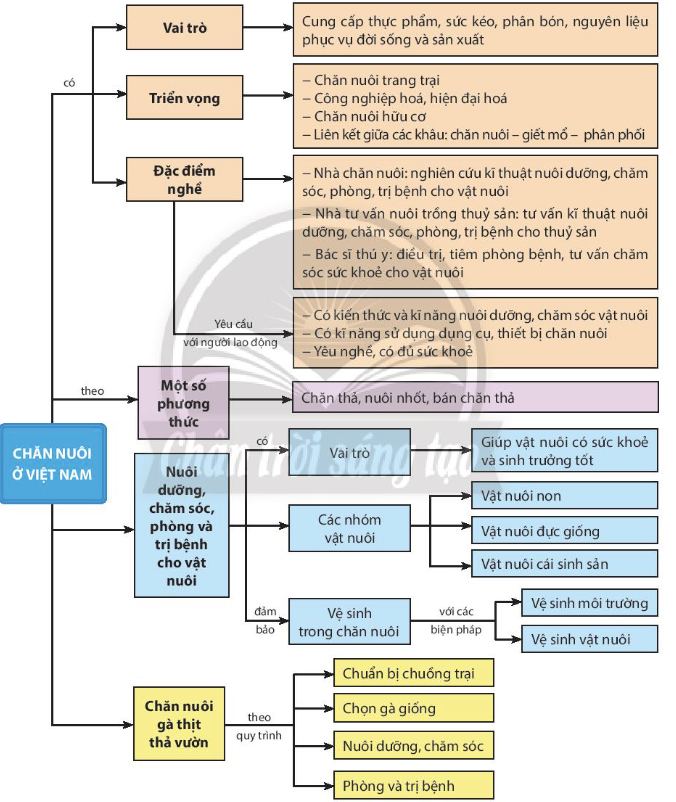 Vai trò
Cung cấp thực phẩm, sức kéo, phân bón, nguyên liệu
phục vụ đời sống và sản xuất
có
Triển vọng
– Chăn nuôi trang trại
– Công nghiệp hoá, hiện đại hoá
– Chăn nuôi hữu cơ
– Liên kết giữa các khâu: chăn nuôi – giết mổ – phân phối
Đặc điểm
nghề
– Nhà chăn nuôi: nghiên cứu kĩ thuật nuôi dưỡng, chăm
sóc, phòng, trị bệnh cho vật nuôi
– Nhà tư vấn nuôi trồng thuỷ sản: tư vấn kĩ thuật nuôi
dưỡng, chăm sóc, phòng, trị bệnh cho thuỷ sản
– Bác sĩ thú y: điều trị, tiêm phòng bệnh, tư vấn chăm
sóc sức khoẻ cho vật nuôi
Yêu cầu
với người lao động
– Có kiến thức và kĩ năng nuôi dưỡng, chăm sóc vật nuôi
– Có kĩ năng sử dụng dụng cụ, thiết bị chăn nuôi
– Yêu nghề, có đủ sức khoẻ
theo
Một số
phương
thức
Chăn thả, nuôi nhốt, bán chăn thả
CHĂN NUÔI
Ở VIỆT NAM
Chân trời sáng tạo
Nuôi
dưỡng,
chăm sóc,
phòng và
trị bệnh
cho vật
nuôi
có
Vai trò
Giúp vật nuôi có sức khoẻ
và sinh trưởng tốt
Các nhóm
vật nuôi
Vật nuôi non
Vật nuôi đực giống
Vật nuôi cái sinh sản
đảm
bảo
Vệ sinh
trong chăn nuôi
với các
biện pháp
Vệ sinh môi trường
Vệ sinh vật nuôi
Chăn nuôi
gà thịt
thả vườn
theo
quy trình
Chuẩn bị chuồng trại
Chọn gà giống
Nuôi dưỡng, chăm sóc
Phòng và trị bệnh